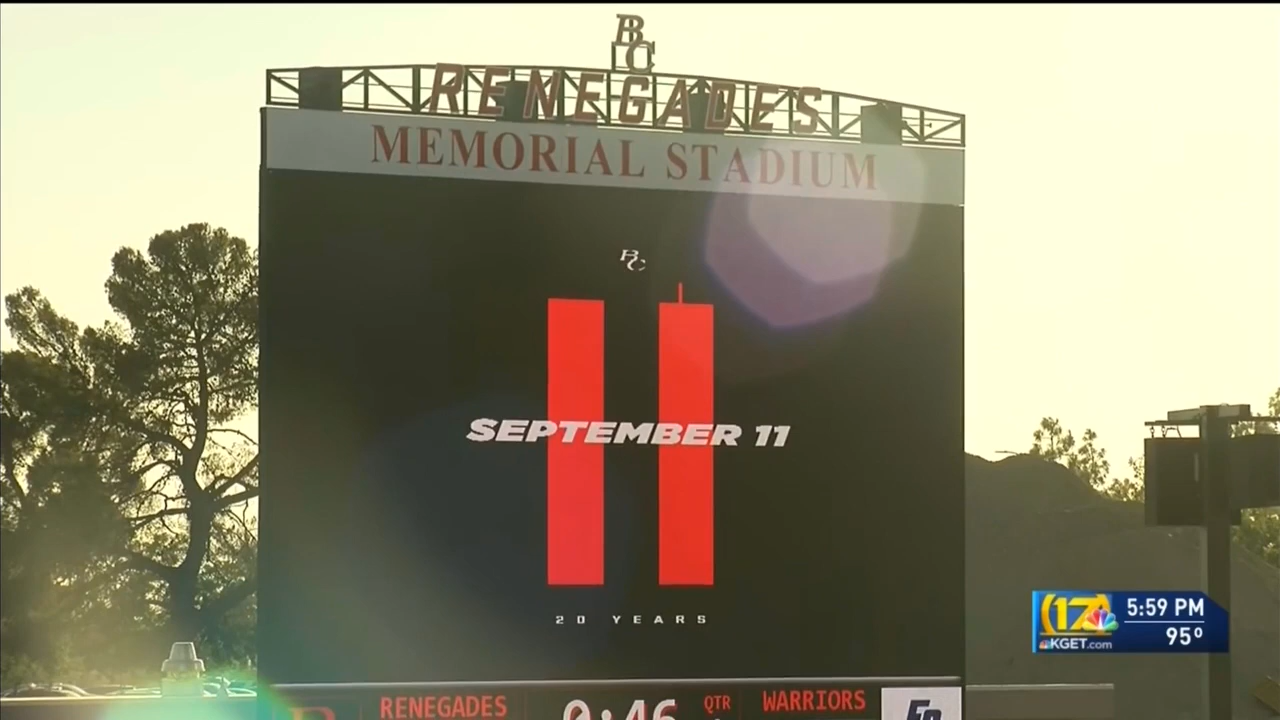 BC
RENEGADES
MEMORIAL STADIUM
BC
SEPTEMBER 11
20 YEARS
17
KGET.com
5:59 PM
95°
RENEGADES
0:46
QTR
WARRIORS